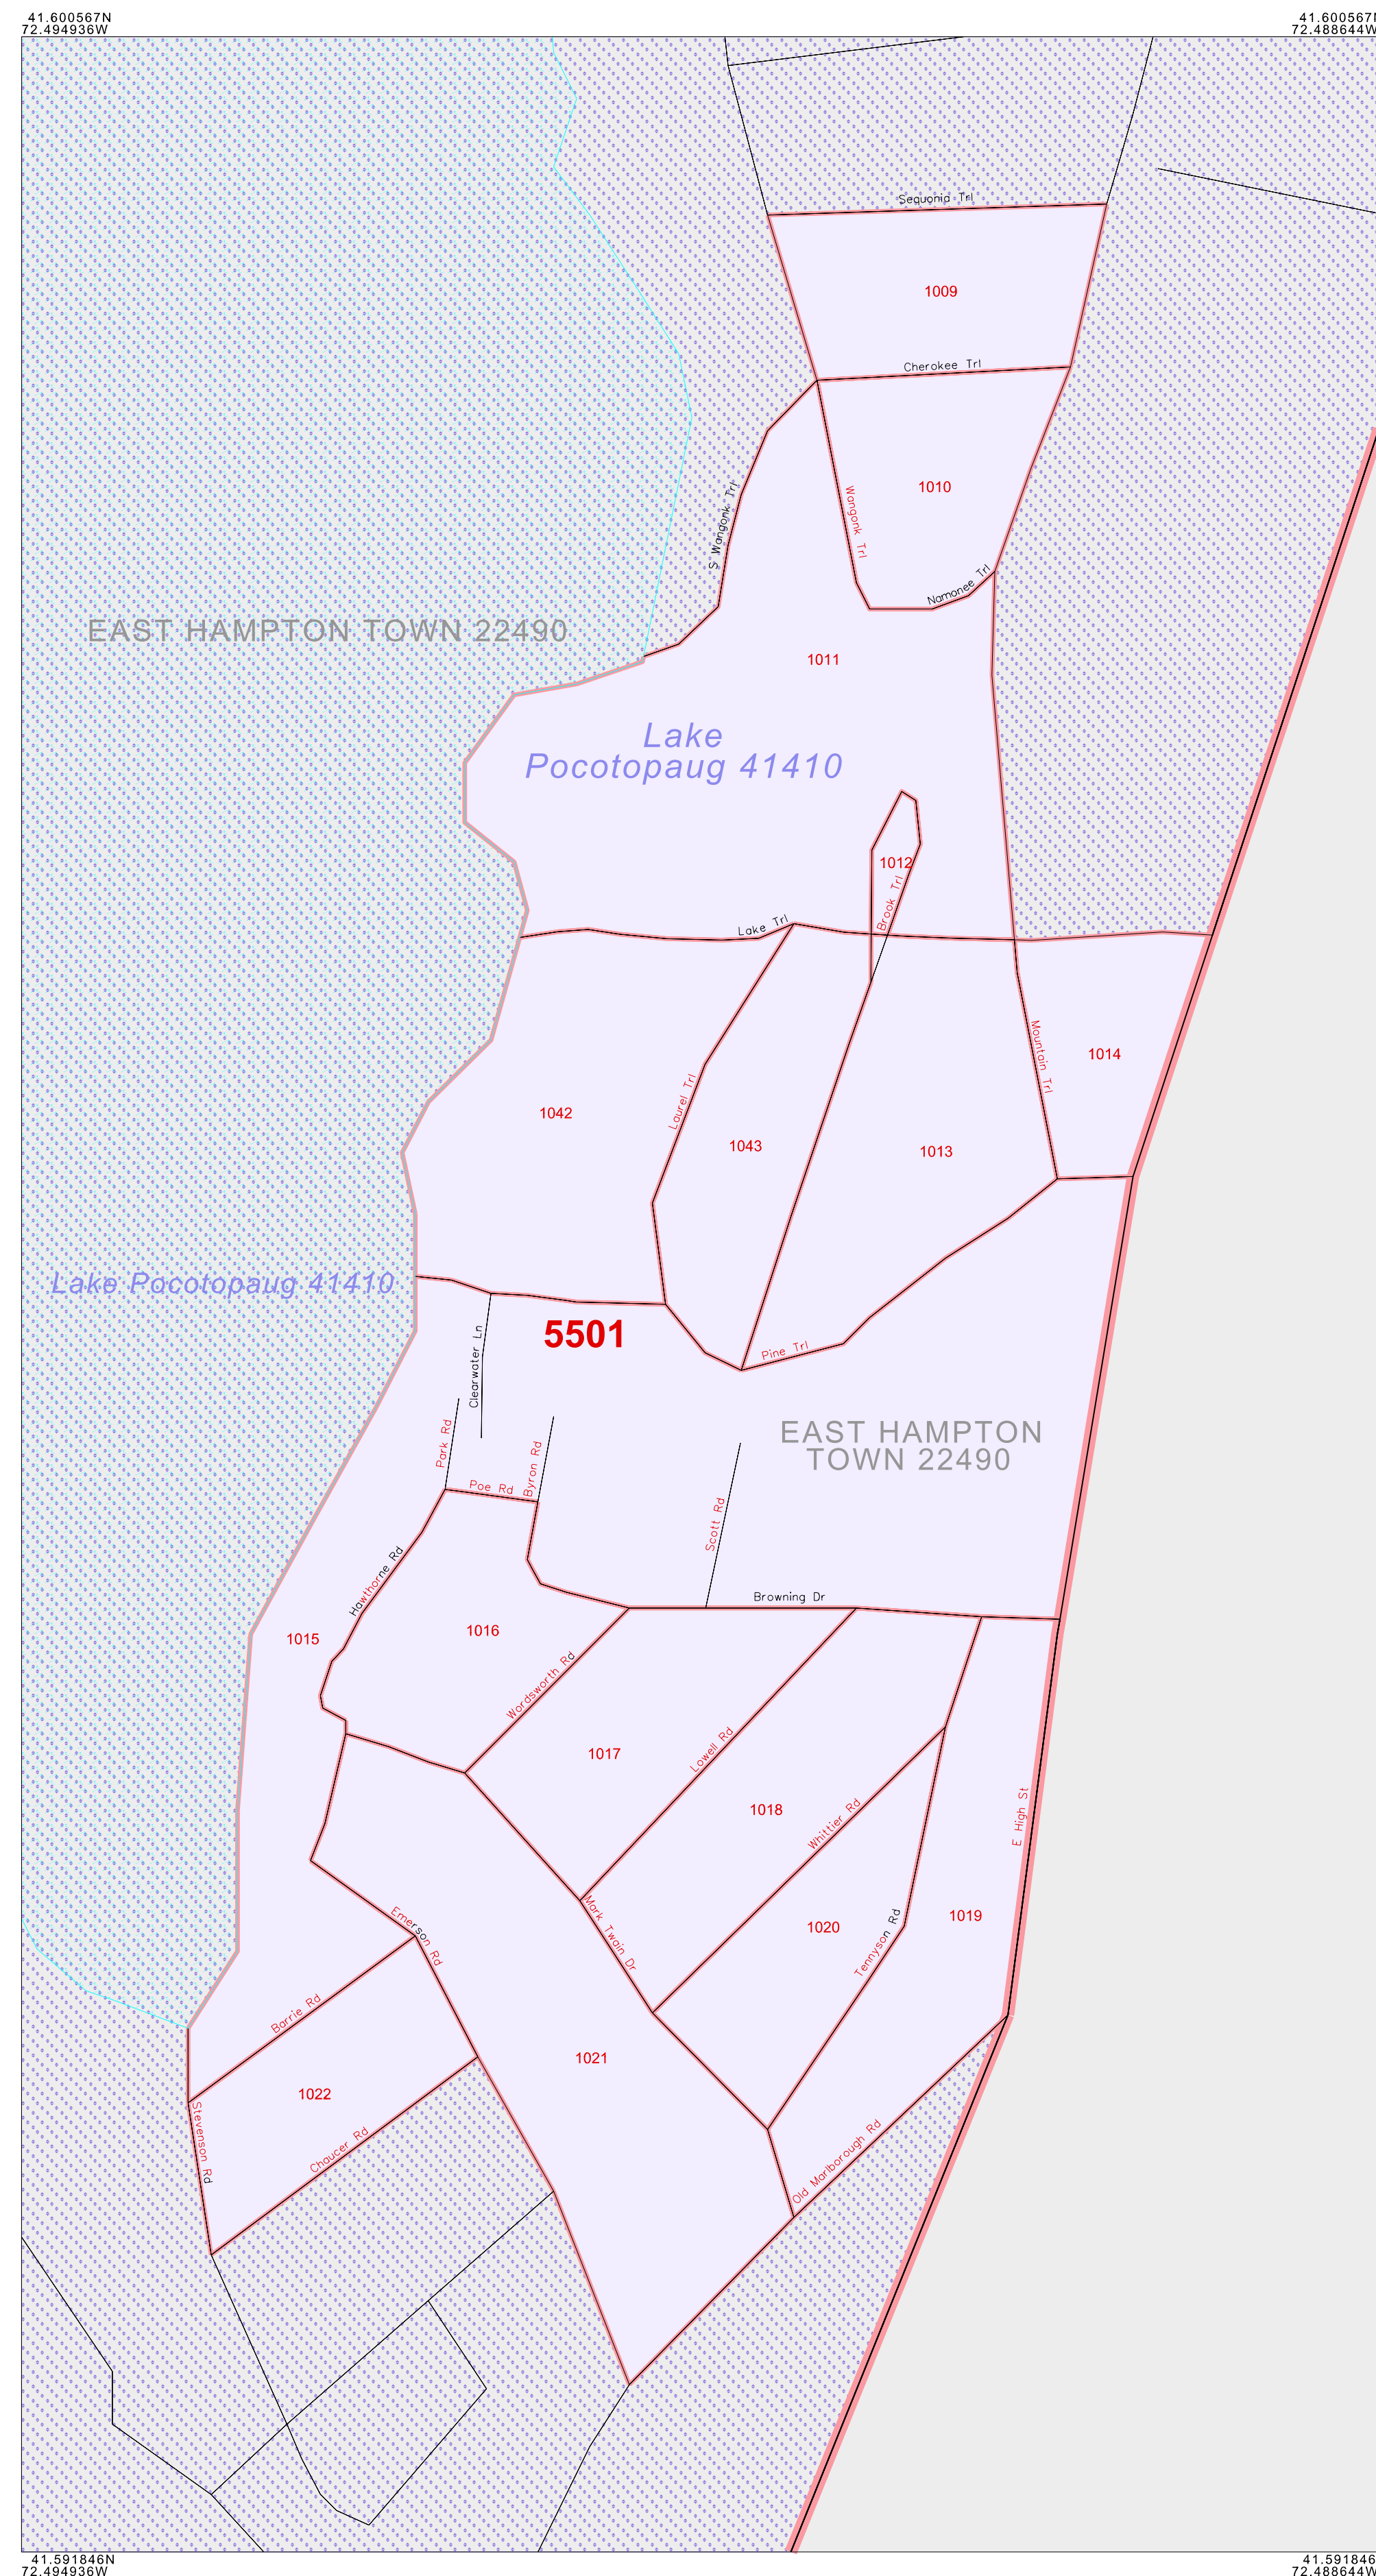 41.600567N
72.494936W
41.600567N
72.488644W
Sequonia Trl
1009
Cherokee Trl
1010
Wangonk Trl
S Wangonk Trl
Namonee Trl
EAST HAMPTON TOWN 22490
1011
Lake
Pocotopaug 41410
1012
Brook Trl
Lake Trl
Mountain Trl
1014
Laurel Trl
1042
1043
1013
Lake Pocotopaug 41410
5501
Clearwater Ln
Pine Trl
EAST HAMPTON
TOWN 22490
Park Rd
Byron Rd
Poe Rd
Scott Rd
Hawthorne Rd
Browning Dr
1015
1016
Wordsworth Rd
1017
Lowell Rd
1018
Whittier Rd
E High St
Mark Twain Dr
1020
Tennyson Rd
1019
Emerson Rd
Barrie Rd
1021
1022
Stevenson Rd
Chaucer Rd
Old Marlborough Rd
41.591846N
72.494936W
41.591846
72.488644W